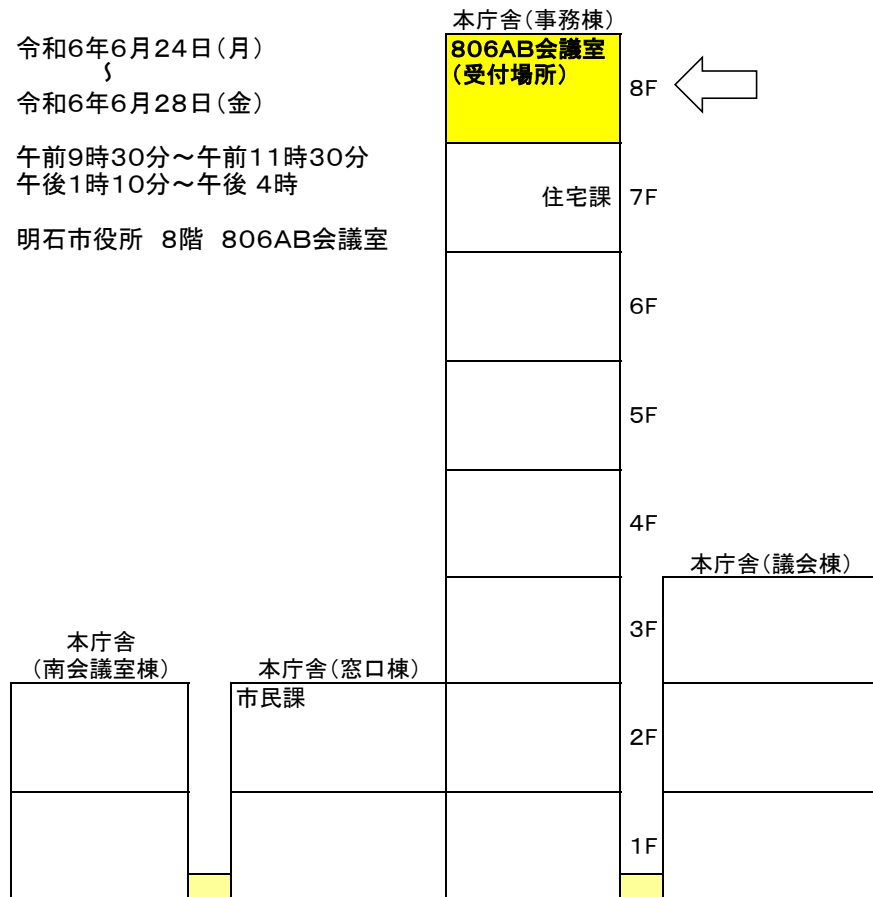 本庁舎(事務棟)
令和6年6月24日(月)
~
令和6年6月28日(金)
午前9時30分~午前11時30分
午後1時10分~午後 4時
明石市役所 8階 806AB会議室
806AB会議室
(受付場所)
8F
住宅課
7F
6F
5F
4F
本庁舎(議会棟)
3F
本庁舎
(南会議室棟)
本庁舎(窓口棟)
市民課
2F
1F